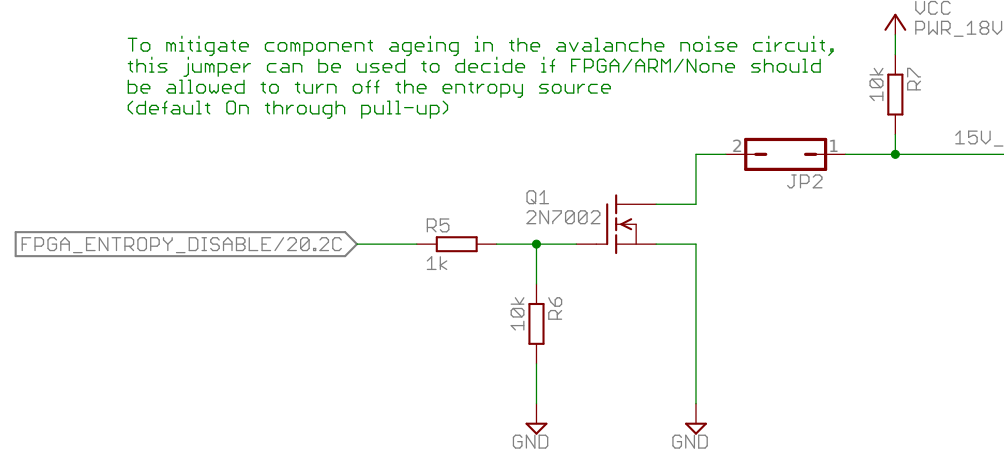 VCC
PWR_18V
To mitigate component ageing in the avalanche noise circuit,
this jumper can be used to decide if FPGA/ARM/None should
be allowed to turn off the entropy source
(default On through pull-up)
10k
R7
15V_
2
1
JP2
Q1
2N7002
R5
FPGA_ENTROPY_DISABLE/20.2C
1k
10k
R6
GND
GND